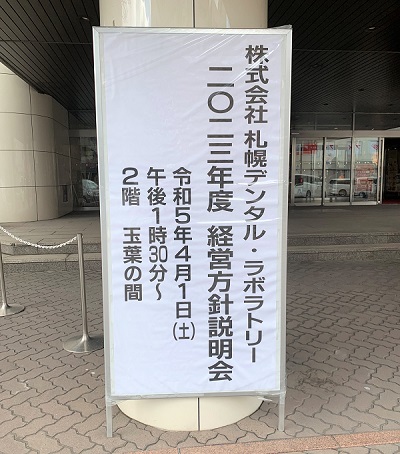 株式会社 札幌デンタル・ラボラトリー
二〇二三年度 経営方針説明会
令和5年4月1日(土)
午後1時30分～
2階 玉葉の間